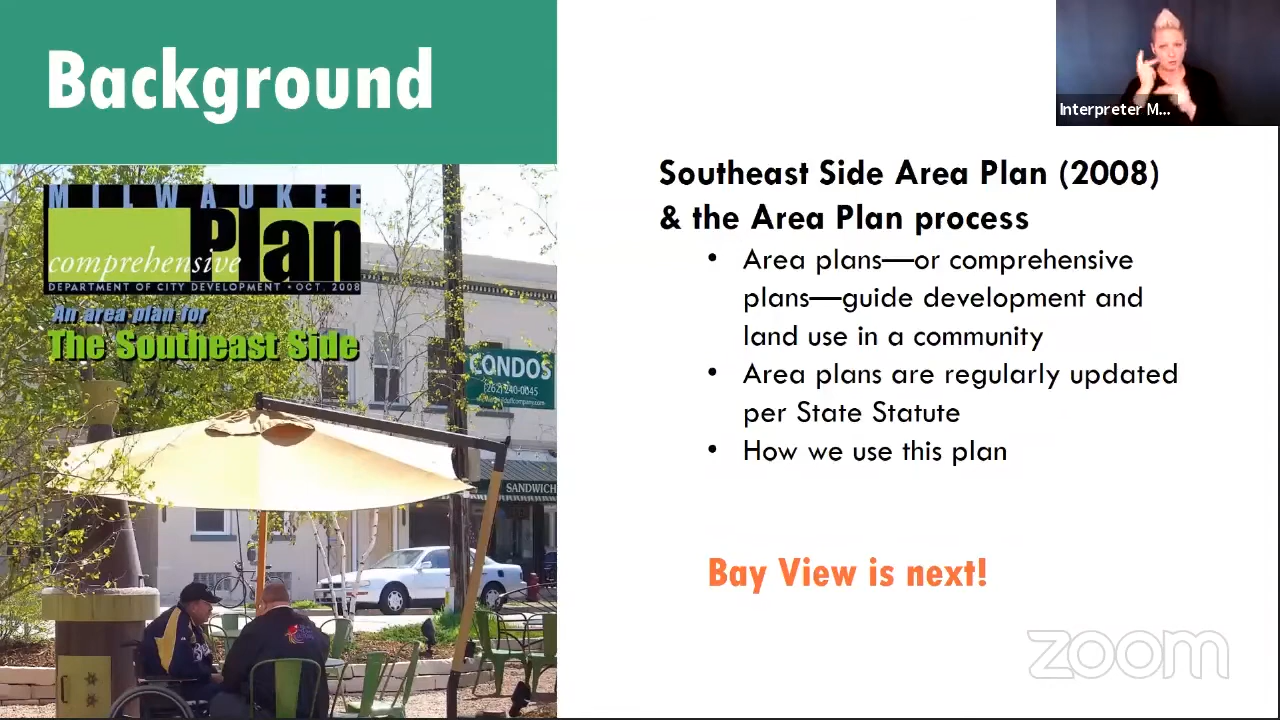 Background
Interpreter M...
MILWAUKEE
comprehensive Plan
DEPARTMENT OF CITY DEVELOPMENT • OCT. 2008
An area plan for
The Southeast Side
CONDOS
(262) 240-0045
SANDWICH
Southeast Side Area Plan (2008)
& the Area Plan process
• Area plans—or comprehensive
plans—guide development and
land use in a community
• Area plans are regularly updated
per State Statute
• How we use this plan
Bay View is next!
zoom